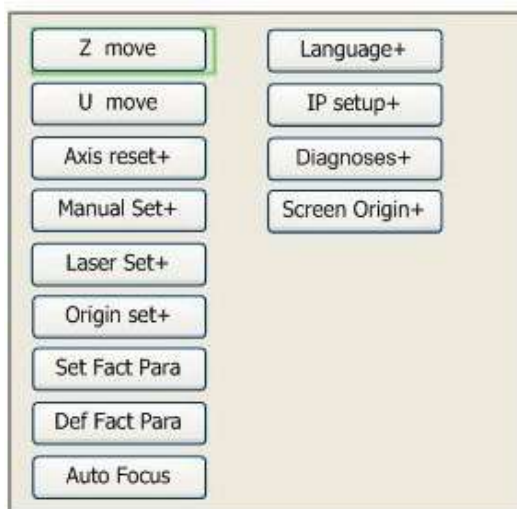 Z move
U move
Axis reset+
Manual Set+
Laser Set+
Origin set+
Set Fact Para
Def Fact Para
Auto Focus
Language+
IP setup+
Diagnoses+
Screen Origin+